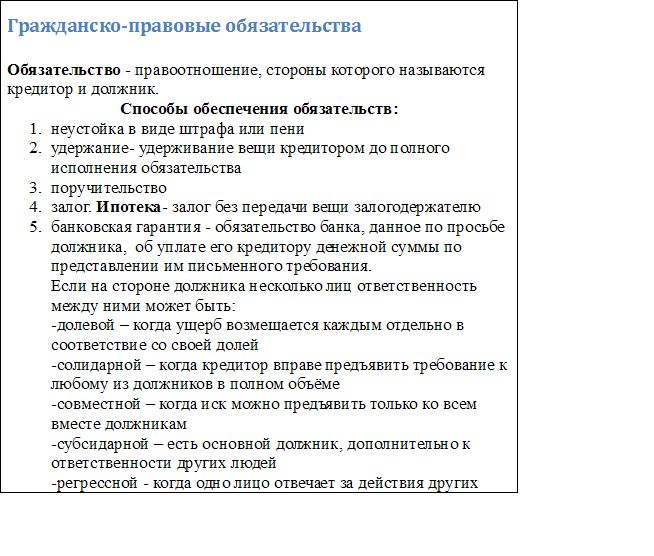 Гражданско-правовые обязательства
Обязательство - правоотношение, стороны которого называются
кредитор и должник.
Способы обеспечения обязательств:
1. неустойка в виде штрафа или пени
2. удержание- удерживание вещи кредитором до полного
исполнения обязательства
3. поручительство
4. залог. Ипотека- залог без передачи вещи залогодержателю
5. банковская гарантия - обязательство банка, данное по просьбе
должника, об уплате его кредитору денежной суммы по
представлении им письменного требования.
Если на стороне должника несколько лиц ответственность
между ними может быть:
-долевой – когда ущерб возмещается каждым отдельно в
соответствие со своей долей
-солидарной – когда кредитор вправе предъявить требование к
любому из должников в полном объёме
-совместной – когда иск можно предъявить только ко всем
вместе должникам
-субсидарной – есть основной должник, дополнительно к
ответственности других людей
-регрессной - когда одно лицо отвечает за действия других